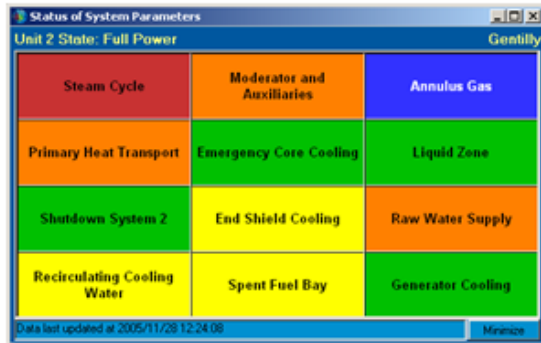 Status of System Parameters
Unit 2 State: Full Power Gentilly
Steam Cycle
Moderator and
Auxiliaries
Annulus Gas
Primary Heat Transport
Emergency Core Cooling
Liquid Zone
Shutdown System 2
End Shield Cooling
Raw Water Supply
Recirculating Cooling
Water
Spent Fuel Bay
Generator Cooling
Data last updated at 2005/11/28 12:24:08
Minimize